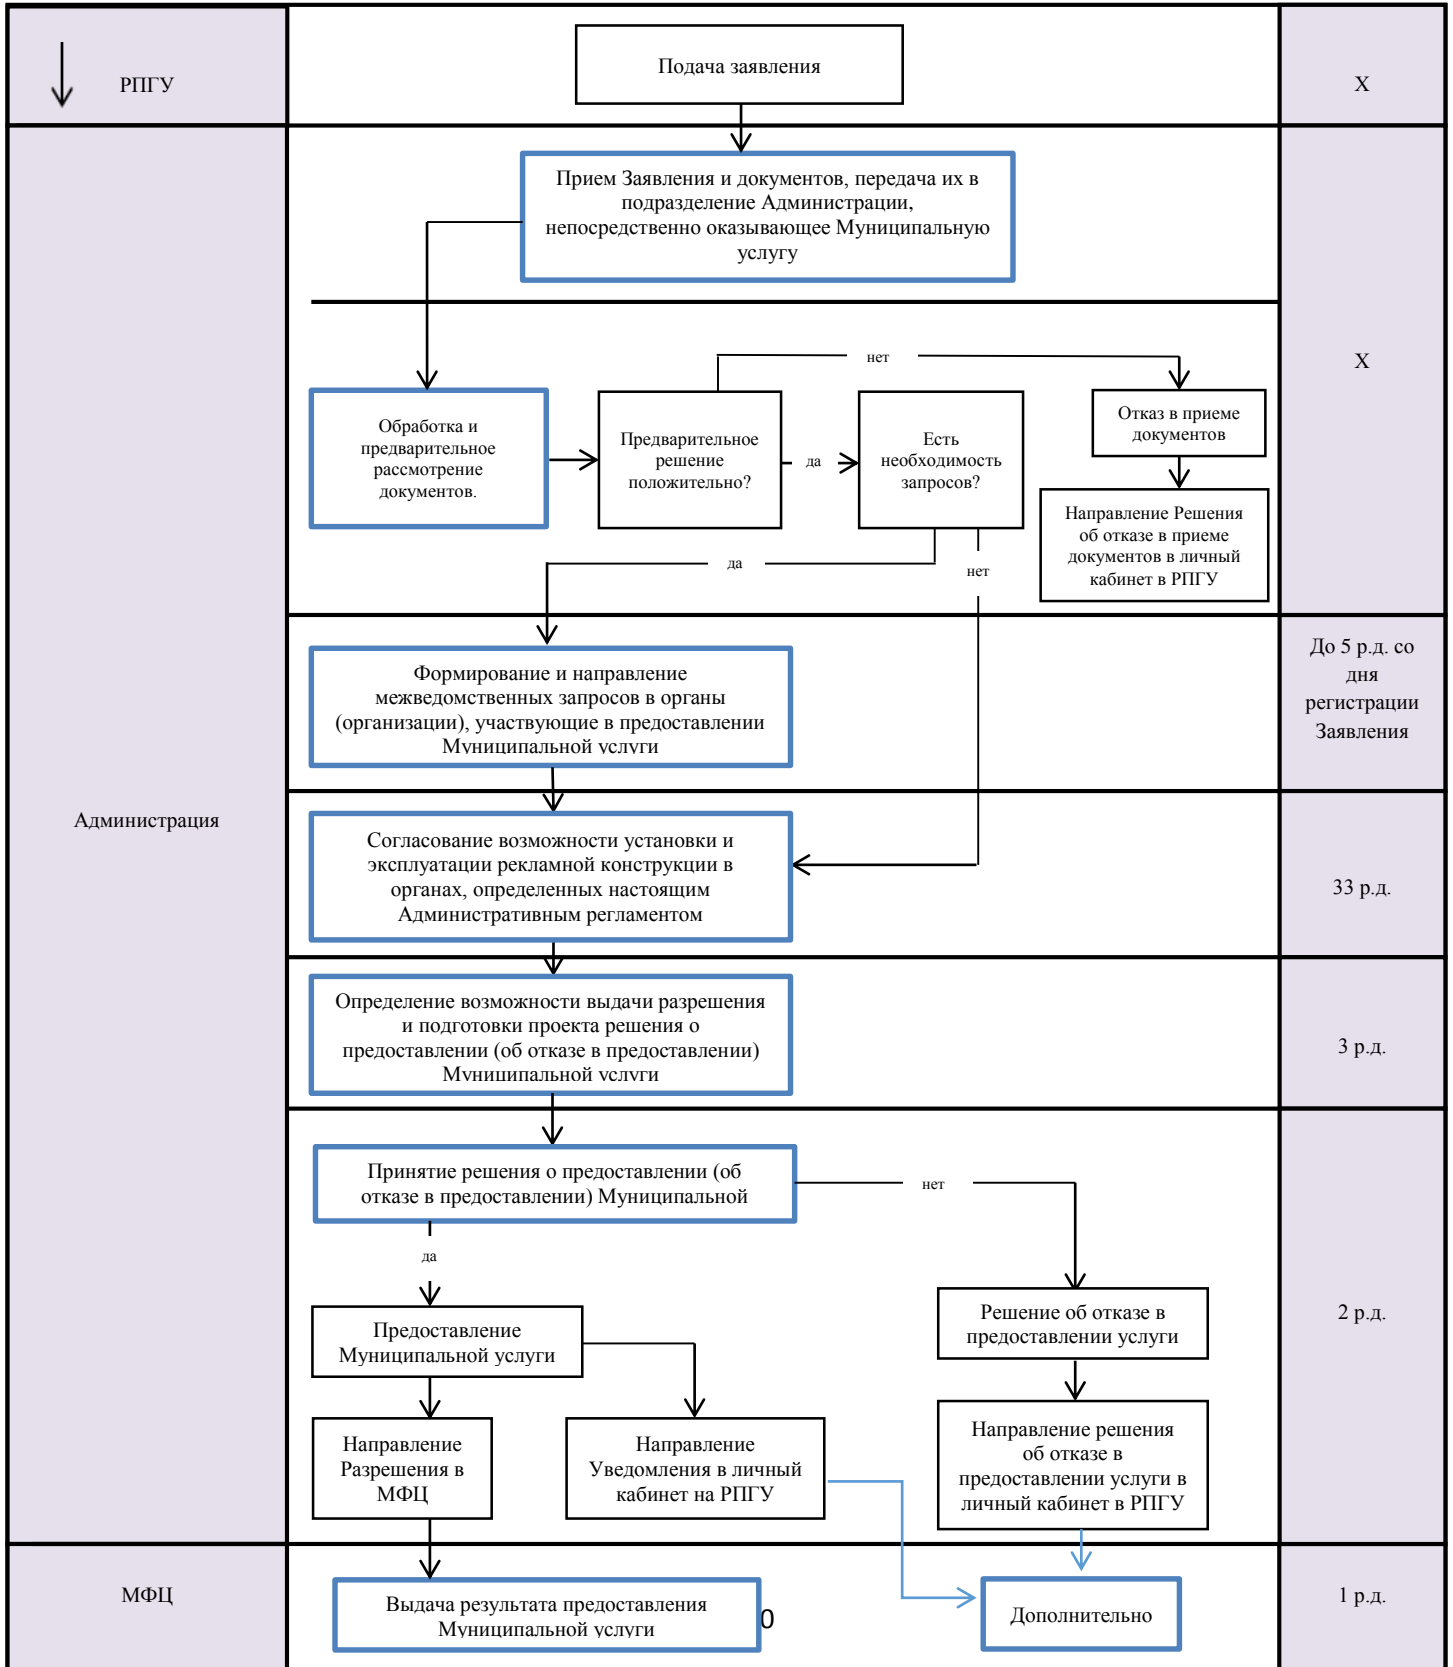 РПГУ
Подача заявления
X
Прием Заявления и документов, передача их в
подразделение Администрации,
непосредственно оказывающее Муниципальную
услугу
X
нет
Обработка и
предварительное
рассмотрение
документов.
Предварительное
решение
положительно?
да
Есть
необходимость
запросов?
Отказ в приеме
документов
Направление Решения
об отказе в приеме
документов в личный
кабинет в РПГУ
да
нет
Администрация
Формирование и направление
межведомственных запросов в органы
(организации), участвующие в предоставлении
Муниципальной услуги
До 5 р.д. со
дня
регистрации
Заявления
Согласование возможности установки и
эксплуатации рекламной конструкции в
органах, определенных настоящим
Административным регламентом
33 р.д.
Определение возможности выдачи разрешения
и подготовки проекта решения о
предоставлении (об отказе в предоставлении)
Муниципальной услуги
3 р.д.
Принятие решения о предоставлении (об
отказе в предоставлении) Муниципальной
нет
да
Предоставление
Муниципальной услуги
Решение об отказе в
предоставлении услуги
2 р.д.
Направление
Разрешения в
МФЦ
Направление
Уведомления в личный
кабинет на РПГУ
Направление решения
об отказе в
предоставлении услуги в
личный кабинет в РПГУ
МФЦ
Выдача результата предоставления
Муниципальной услуги
0
Дополнительно
1 р.д.